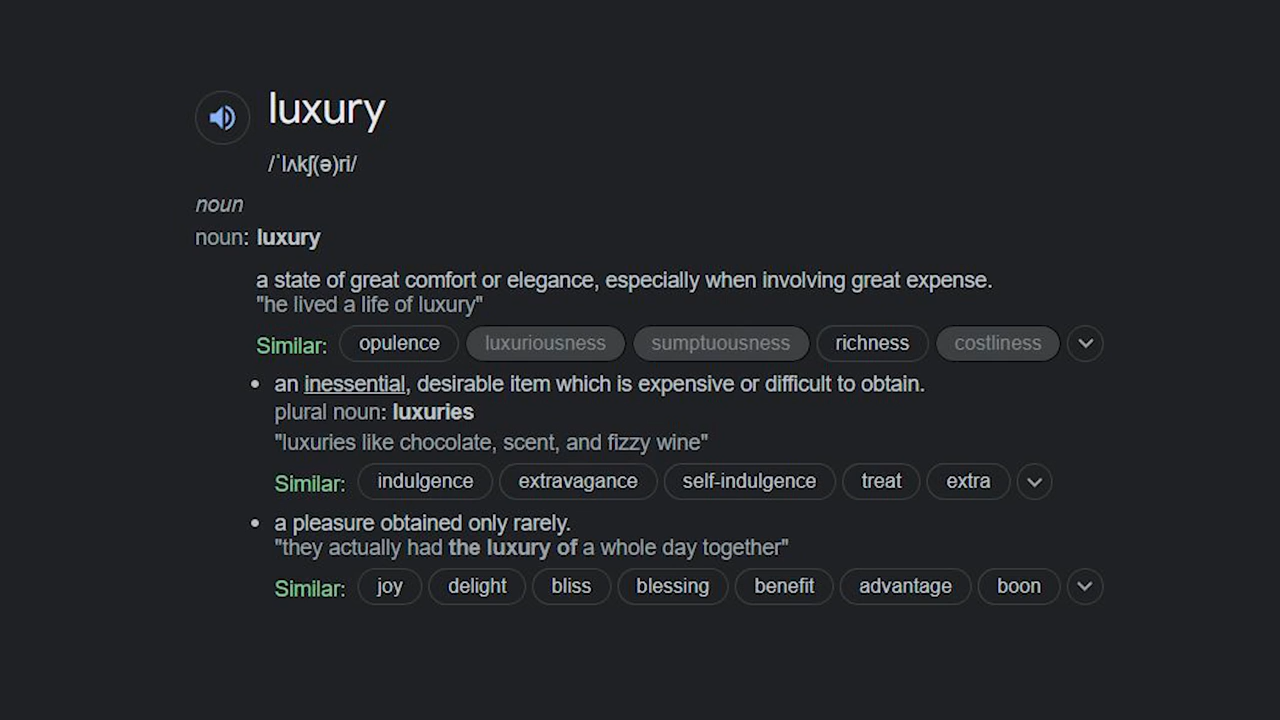 luxury
/ˈlʌkʃ(ə)ri/
noun
noun: luxury
a state of great comfort or elegance, especially when involving great expense.
"he lived a life of luxury"
Similar: opulence luxuriousness sumptuousness richness costliness
• an inessential, desirable item which is expensive or difficult to obtain.
plural noun: luxuries
"luxuries like chocolate, scent, and fizzy wine"
Similar: indulgence extravagance self-indulgence treat extra
• a pleasure obtained only rarely.
"they actually had the luxury of a whole day together"
Similar: joy delight bliss blessing benefit advantage boon